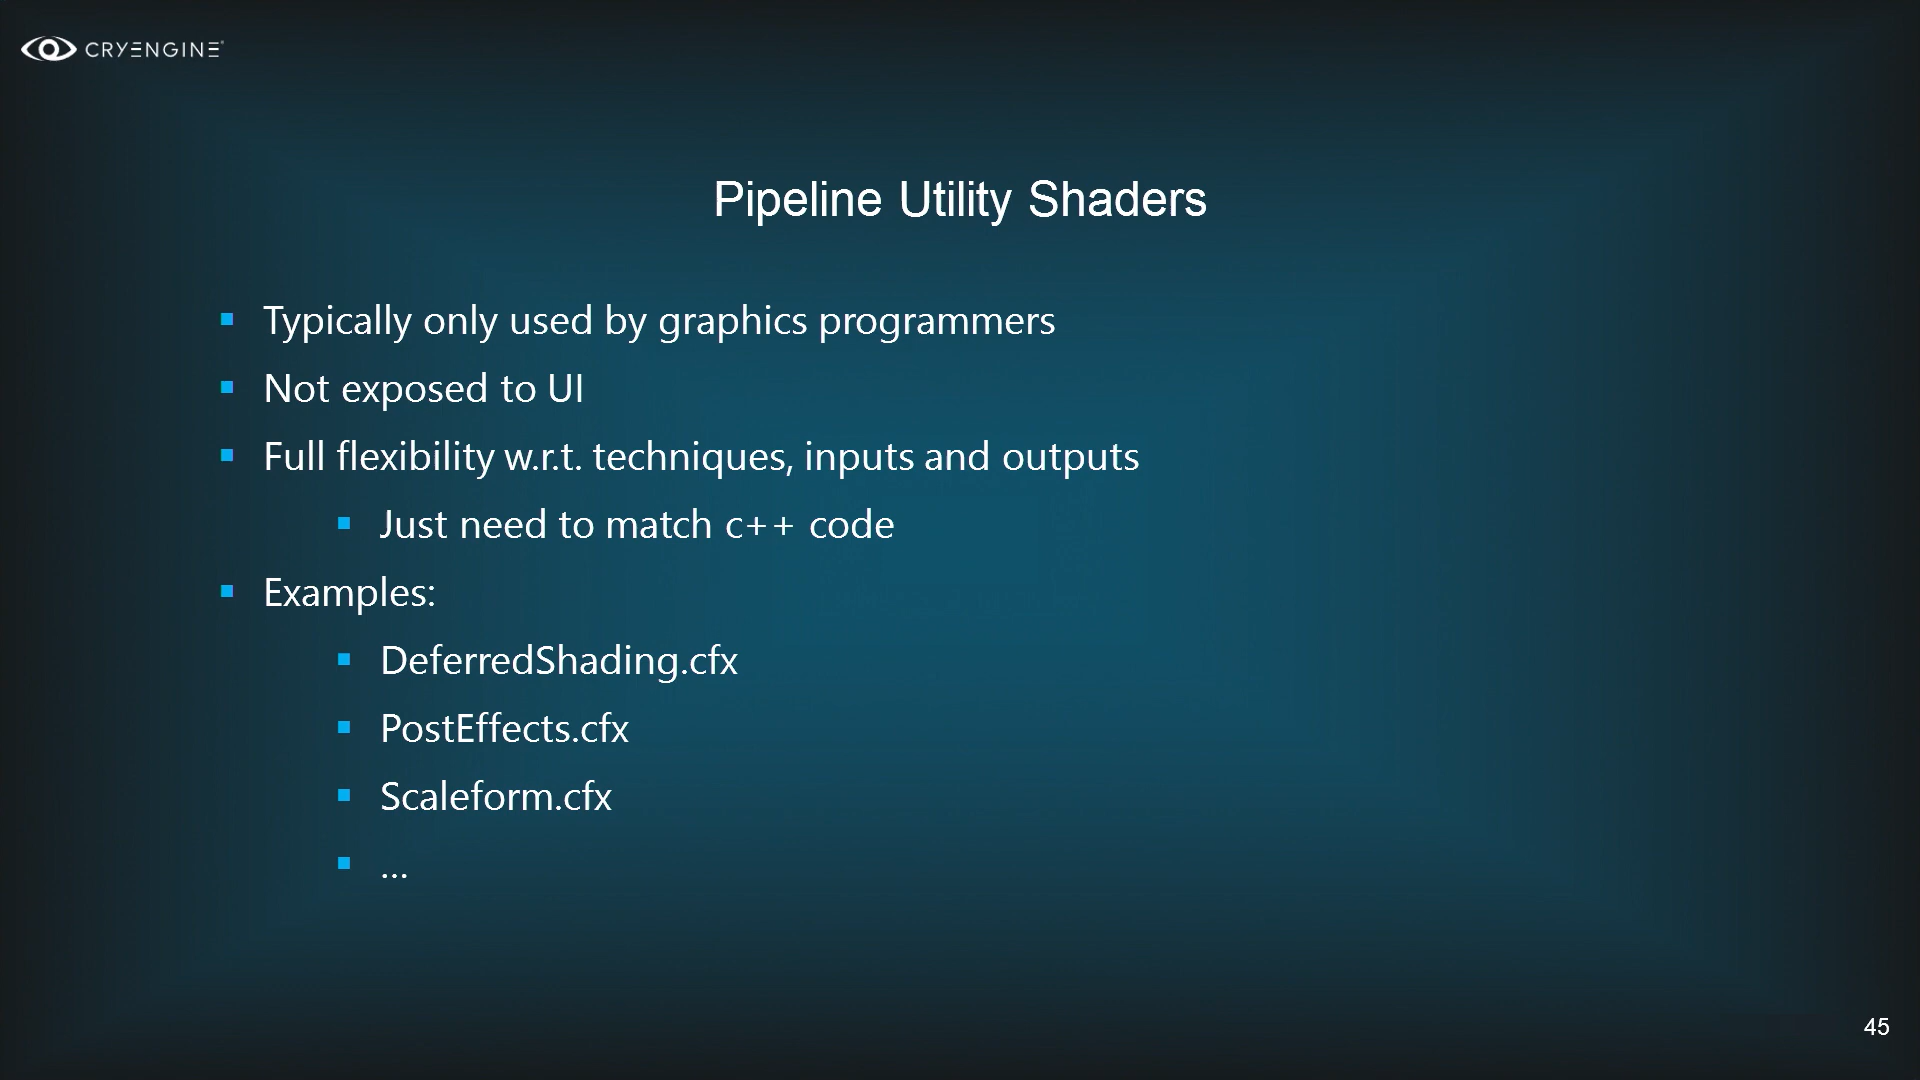 CRYENGINE
Pipeline Utility Shaders
▪ Typically only used by graphics programmers
▪ Not exposed to UI
▪ Full flexibility w.r.t. techniques, inputs and outputs
▪ Just need to match c++ code
▪ Examples:
▪ DeferredShading.cfx
▪ PostEffects.cfx
▪ Scaleform.cfx
▪ ...
45